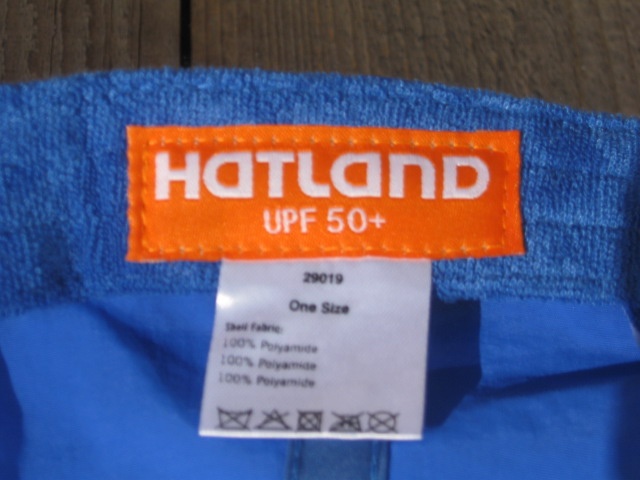 HATLAND
UPF 50+
29019
One Size
Shell Fabric:
100% Polyamide
100% Polyamide
100% Polyamide